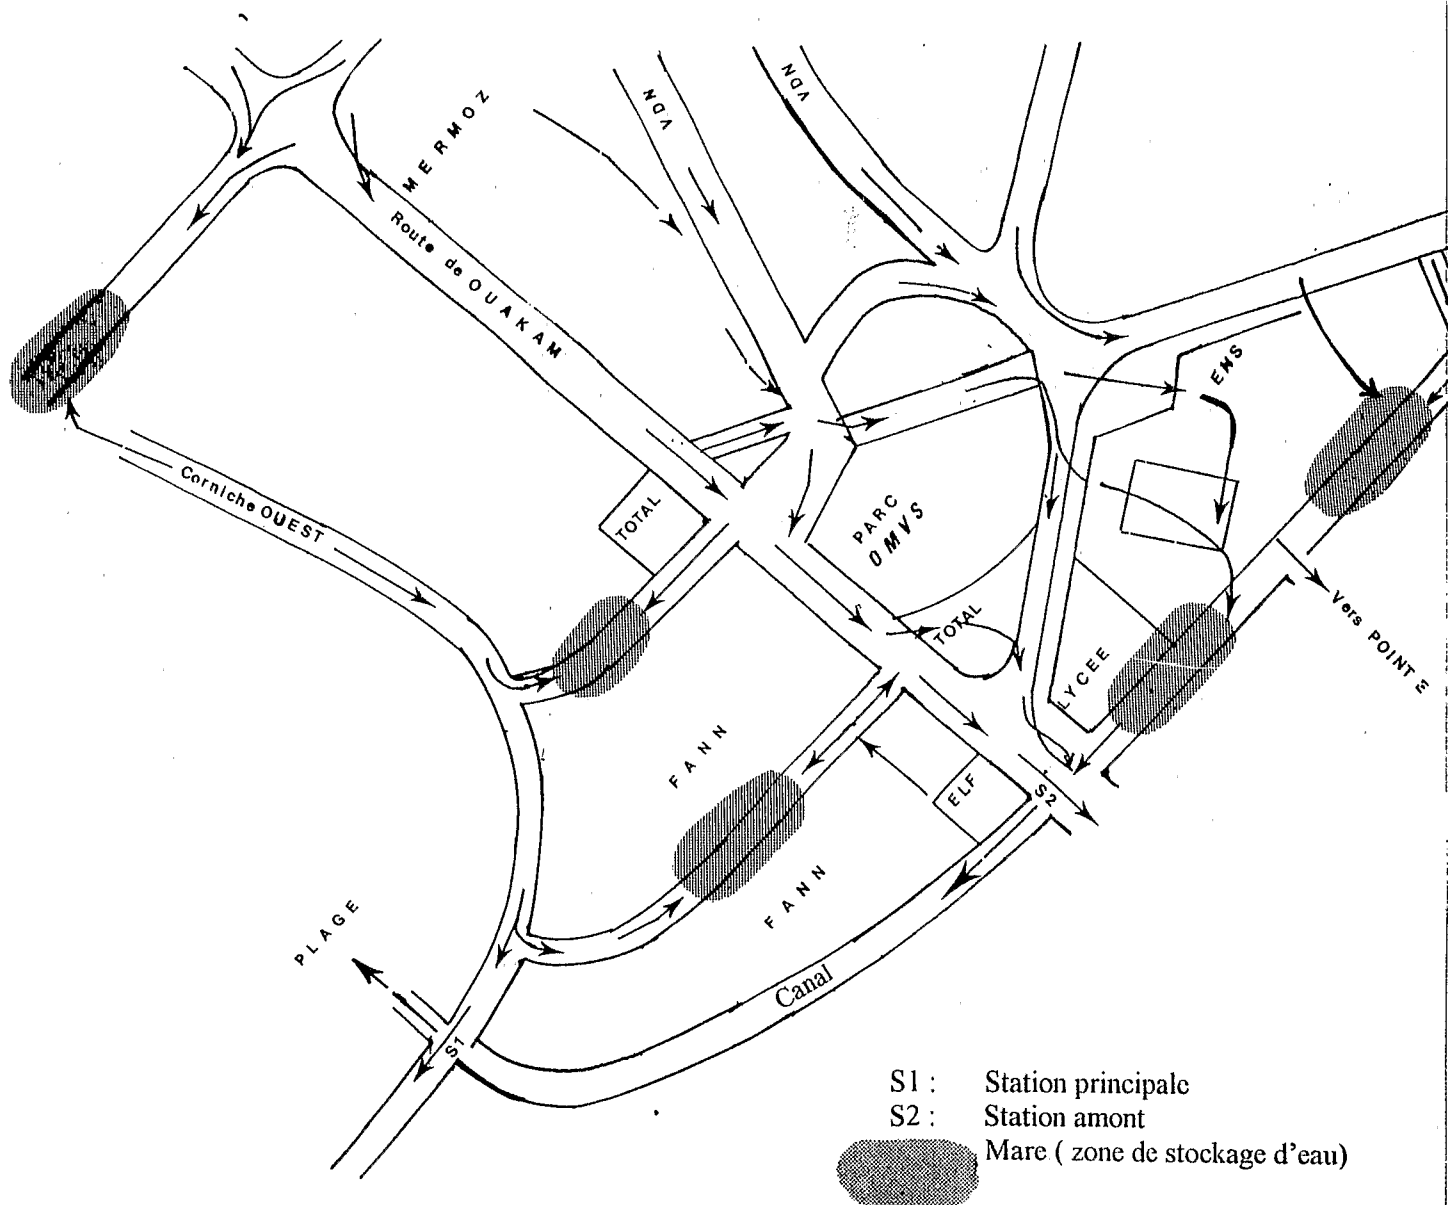 VDN
VDN
MERMOZ
Route de OUAKAM
EMS
Corniche OUEST
TOTAL
PARC
OMVS
TOTAL
Vers POINT E
LYCEE
FANN
ELF
S2
FANN
PLAGE
Canal
S1
S1 : Station principale
S2 : Station amont
Mare ( zone de stockage d'eau)